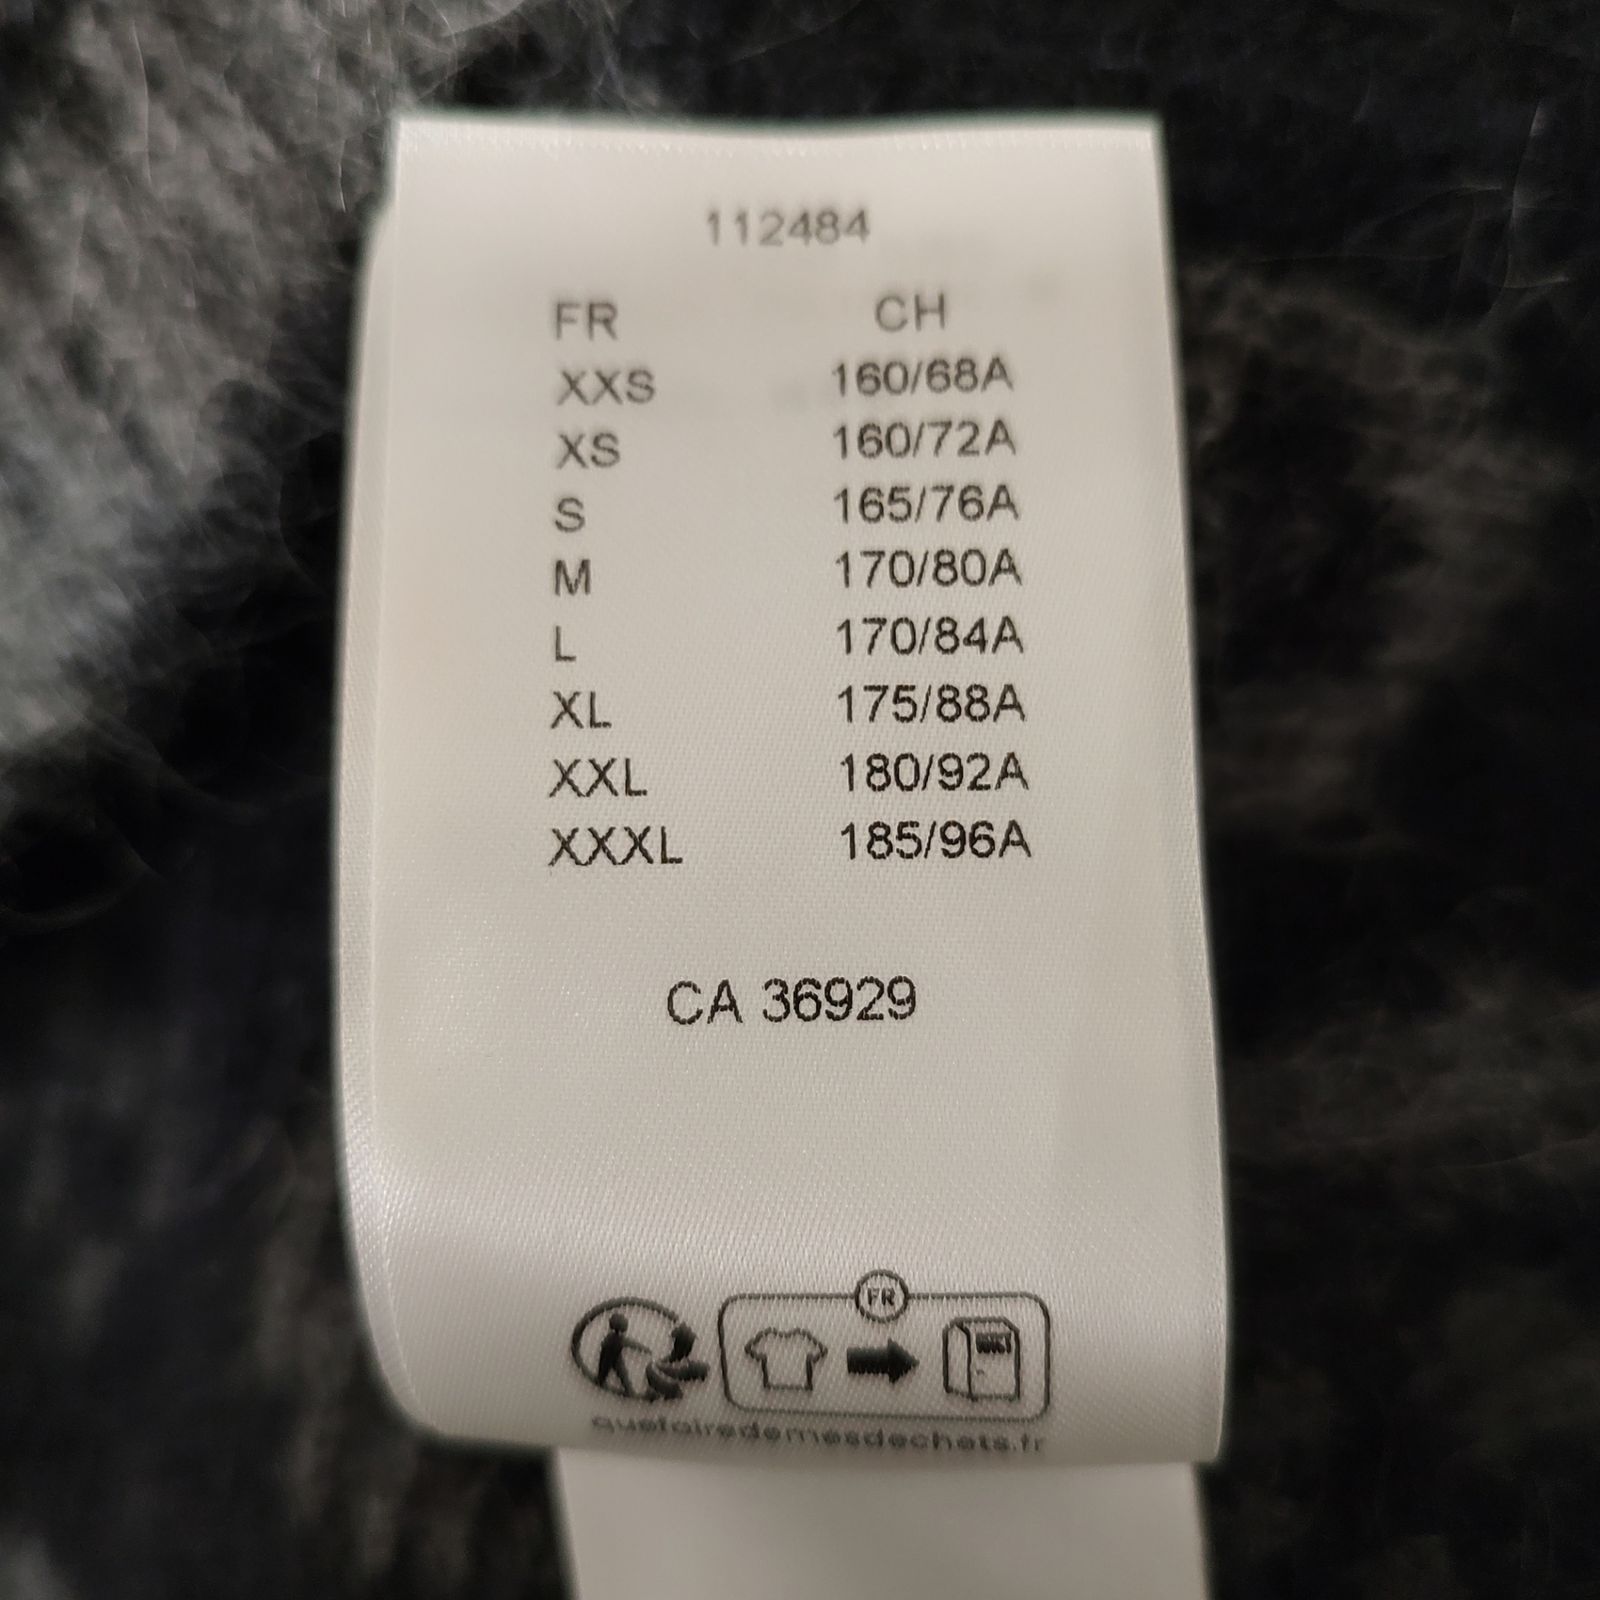 112484
FR CH
XXS 160/68A
XS 160/72A
S 165/76A
M 170/80A
L 170/84A
XL 175/88A
XXL 180/92A
XXXL 185/96A
CA 36929
FR
quefairedemesdechets.fr